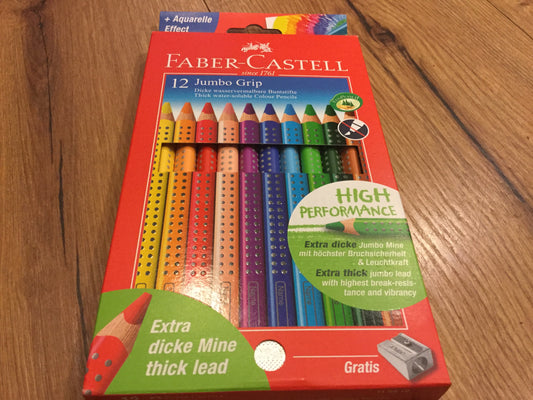 + Aquarelle
Effect
FABER-CASTELL
since 1761
12 Jumbo Grip
Dicke wasservermalbare Buntstifte
Thick water-soluble Colour Pencils
HIGH
PERFORMANCE
Extra dicke Jumbo Mine
mit höchster Bruchsicherheit
& Leuchtkraft
Extra thick jumbo lead
with highest break-resis-
tance and vibrancy
Extra
dicke Mine
thick lead
Gratis